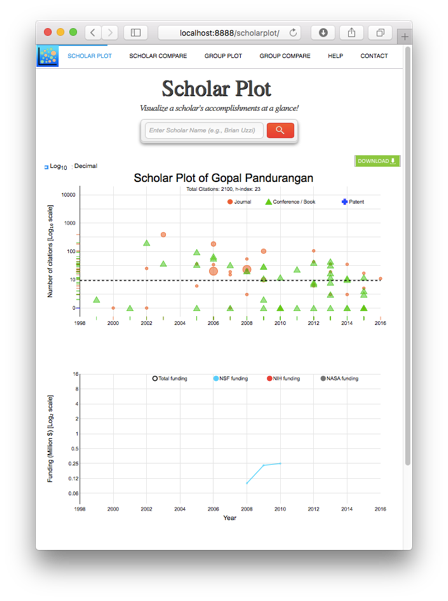 localhost:8888/scholarplot/
SCHOLAR PLOT SCHOLAR COMPARE GROUP PLOT GROUP COMPARE HELP CONTACT
Scholar Plot
Visualize a scholar's accomplishments at a glance!
Enter Scholar Name (e.g., Brian Uzzi)
Log10 Decimal
DOWNLOAD
Scholar Plot of Gopal Pandurangan
Total Citations: 2100, h-index: 23
Journal Conference / Book Patent
Number of citations [Log10 scale]
10000
1000
100
10
0
1998 2000 2002 2004 2006 2008 2010 2012 2014 2016
Total funding NSF funding NIH funding NASA funding
Funding (Million $) [Log2 scale]
16
8
4
2
1
0.50
0.25
0.12
0.06
1998 2000 2002 2004 2006 2008 2010 2012 2014 2016
Year